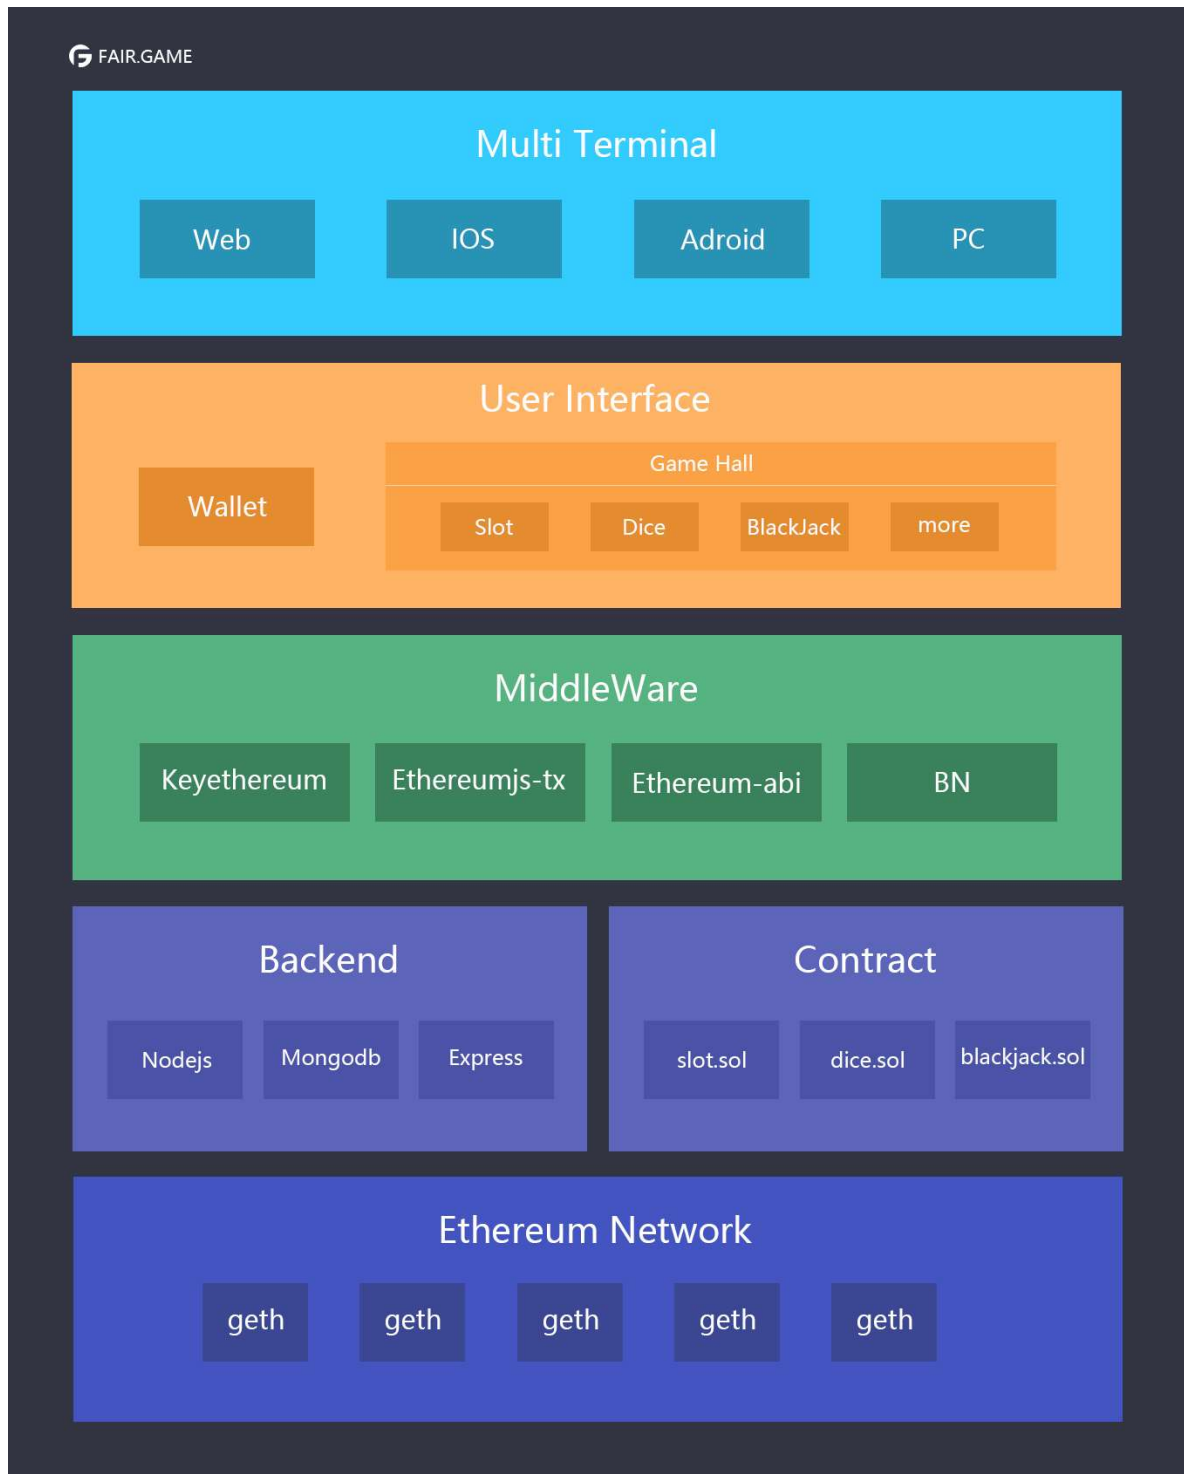 FAIR.GAME
Multi Terminal
Web IOS Adroid PC
User Interface
Wallet
Game Hall
Slot Dice BlackJack more
MiddleWare
Keyethereum Ethereumjs-tx Ethereum-abi BN
Backend
Nodejs Mongodb Express
Contract
slot.sol dice.sol blackjack.sol
Ethereum Network
geth geth geth geth geth